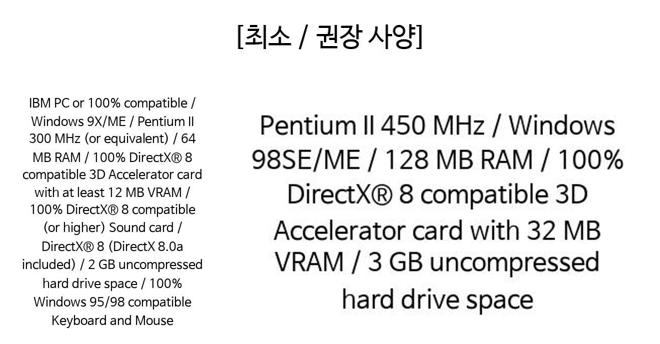 [최소 / 권장 사양]
IBM PC or 100% compatible /
Windows 9X/ME / Pentium II
300 MHz (or equivalent) / 64
MB RAM / 100% DirectX® 8
compatible 3D Accelerator card
with at least 12 MB VRAM /
100% DirectX® 8 compatible
(or higher) Sound card /
DirectX® 8 (DirectX 8.0a
included) / 2 GB uncompressed
hard drive space / 100%
Windows 95/98 compatible
Keyboard and Mouse
Pentium II 450 MHz / Windows
98SE/ME / 128 MB RAM / 100%
DirectX® 8 compatible 3D
Accelerator card with 32 MB
VRAM / 3 GB uncompressed
hard drive space